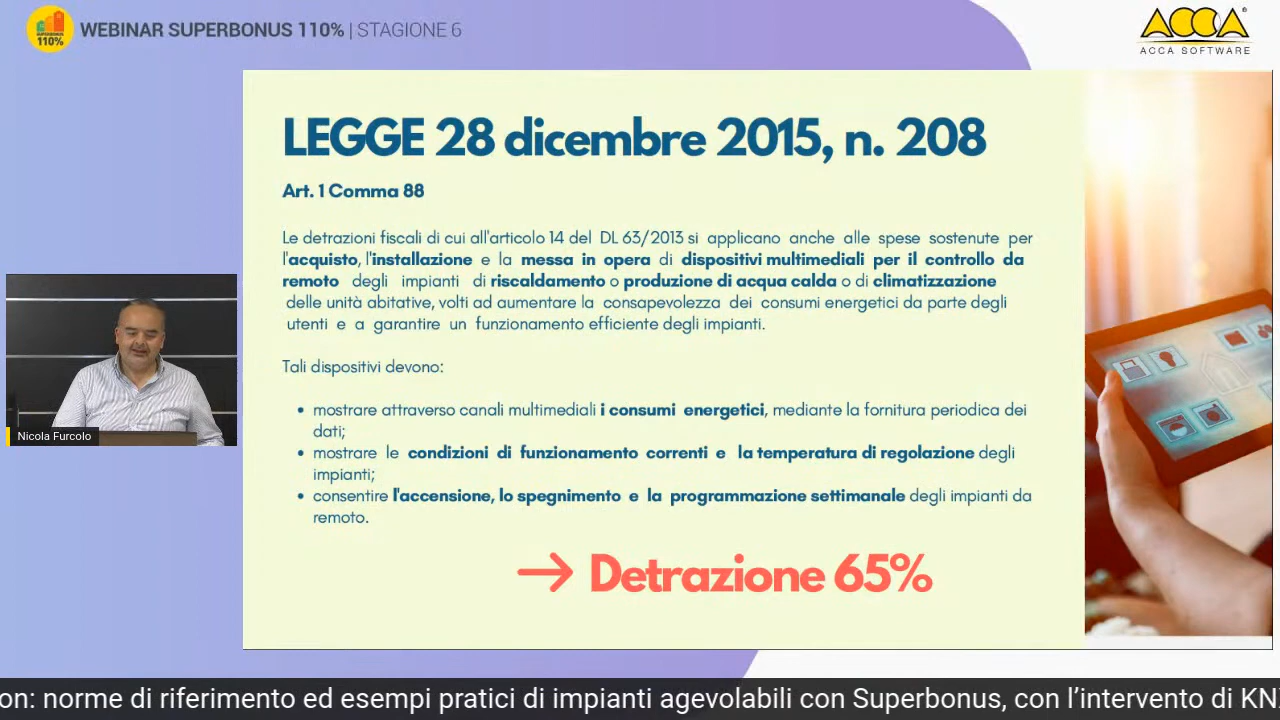 SUPERBONUS
110%
WEBINAR SUPERBONUS 110% | STAGIONE 6
ACCA
ACCA SOFTWARE
LEGGE 28 dicembre 2015, n. 208
Art. 1 Comma 88
Le detrazioni fiscali di cui all'articolo 14 del DL 63/2013 si applicano anche alle spese sostenute per
l'acquisto, l'installazione e la messa in opera di dispositivi multimediali per il controllo da
remoto degli impianti di riscaldamento o produzione di acqua calda o di climatizzazione
delle unità abitative, volti ad aumentare la consapevolezza dei consumi energetici da parte degli
utenti e a garantire un funzionamento efficiente degli impianti.
Tali dispositivi devono:
• mostrare attraverso canali multimediali i consumi energetici, mediante la fornitura periodica dei
dati;
• mostrare le condizioni di funzionamento correnti e la temperatura di regolazione degli
impianti;
• consentire l'accensione, lo spegnimento e la programmazione settimanale degli impianti da
remoto.
→ Detrazione 65%
Nicola Furcolo
on: norme di riferimento ed esempi pratici di impianti agevolabili con Superbonus, con l'intervento di KN